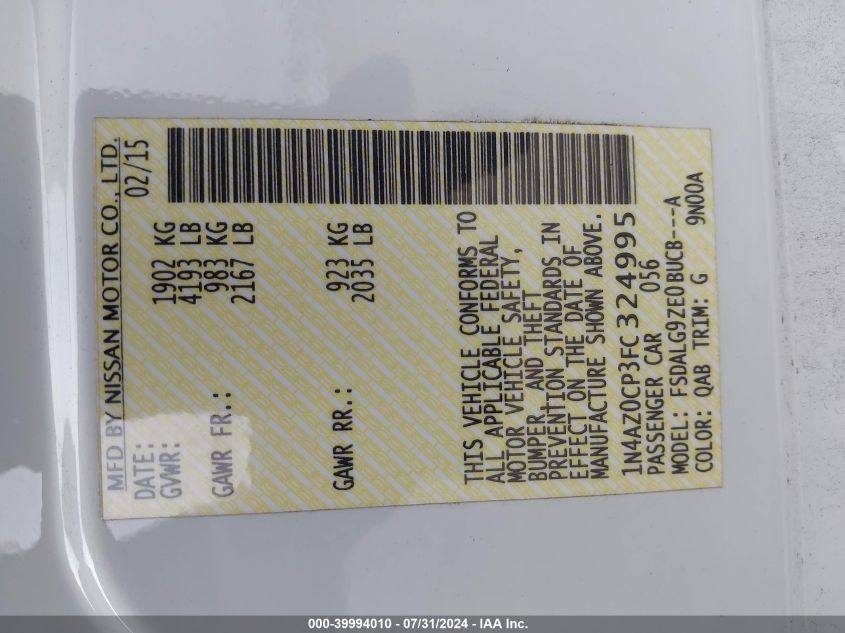 MFD BY NISSAN MOTOR CO., LTD.
DATE: 02/15
GVWR: 1902 KG
4193 LB
GAWR FR.: 983 KG
2167 LB
GAWR RR.: 923 KG
2035 LB
THIS VEHICLE CONFORMS TO
ALL APPLICABLE FEDERAL
MOTOR VEHICLE SAFETY,
BUMPER, AND THEFT
PREVENTION STANDARDS IN
EFFECT ON THE DATE OF
MANUFACTURE SHOWN ABOVE.
1N4AZ0CP3FC324995
PASSENGER CAR 056
MODEL: FSDALG9ZE0BUCB---A
COLOR: QAB TRIM: G 9N00A
000-39994010 - 07/31/2024 - IAA Inc.